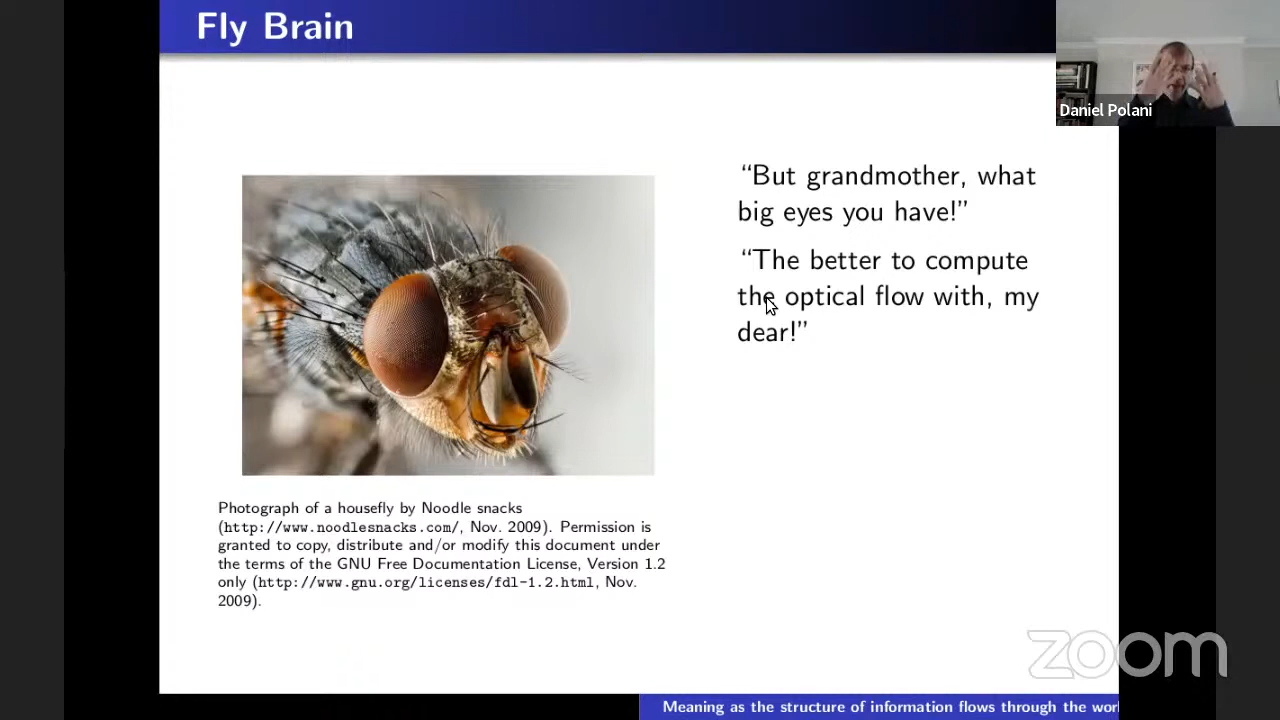 Fly Brain
Daniel Polani
“But grandmother, what
big eyes you have!”
“The better to compute
the optical flow with, my
dear!”
Photograph of a housefly by Noodle snacks
(http://www.noodlesnacks.com/, Nov. 2009). Permission is
granted to copy, distribute and/or modify this document under
the terms of the GNU Free Documentation License, Version 1.2
only (http://www.gnu.org/licenses/fdl-1.2.html, Nov.
2009).
zoom
Meaning as the structure of information flows through the wor